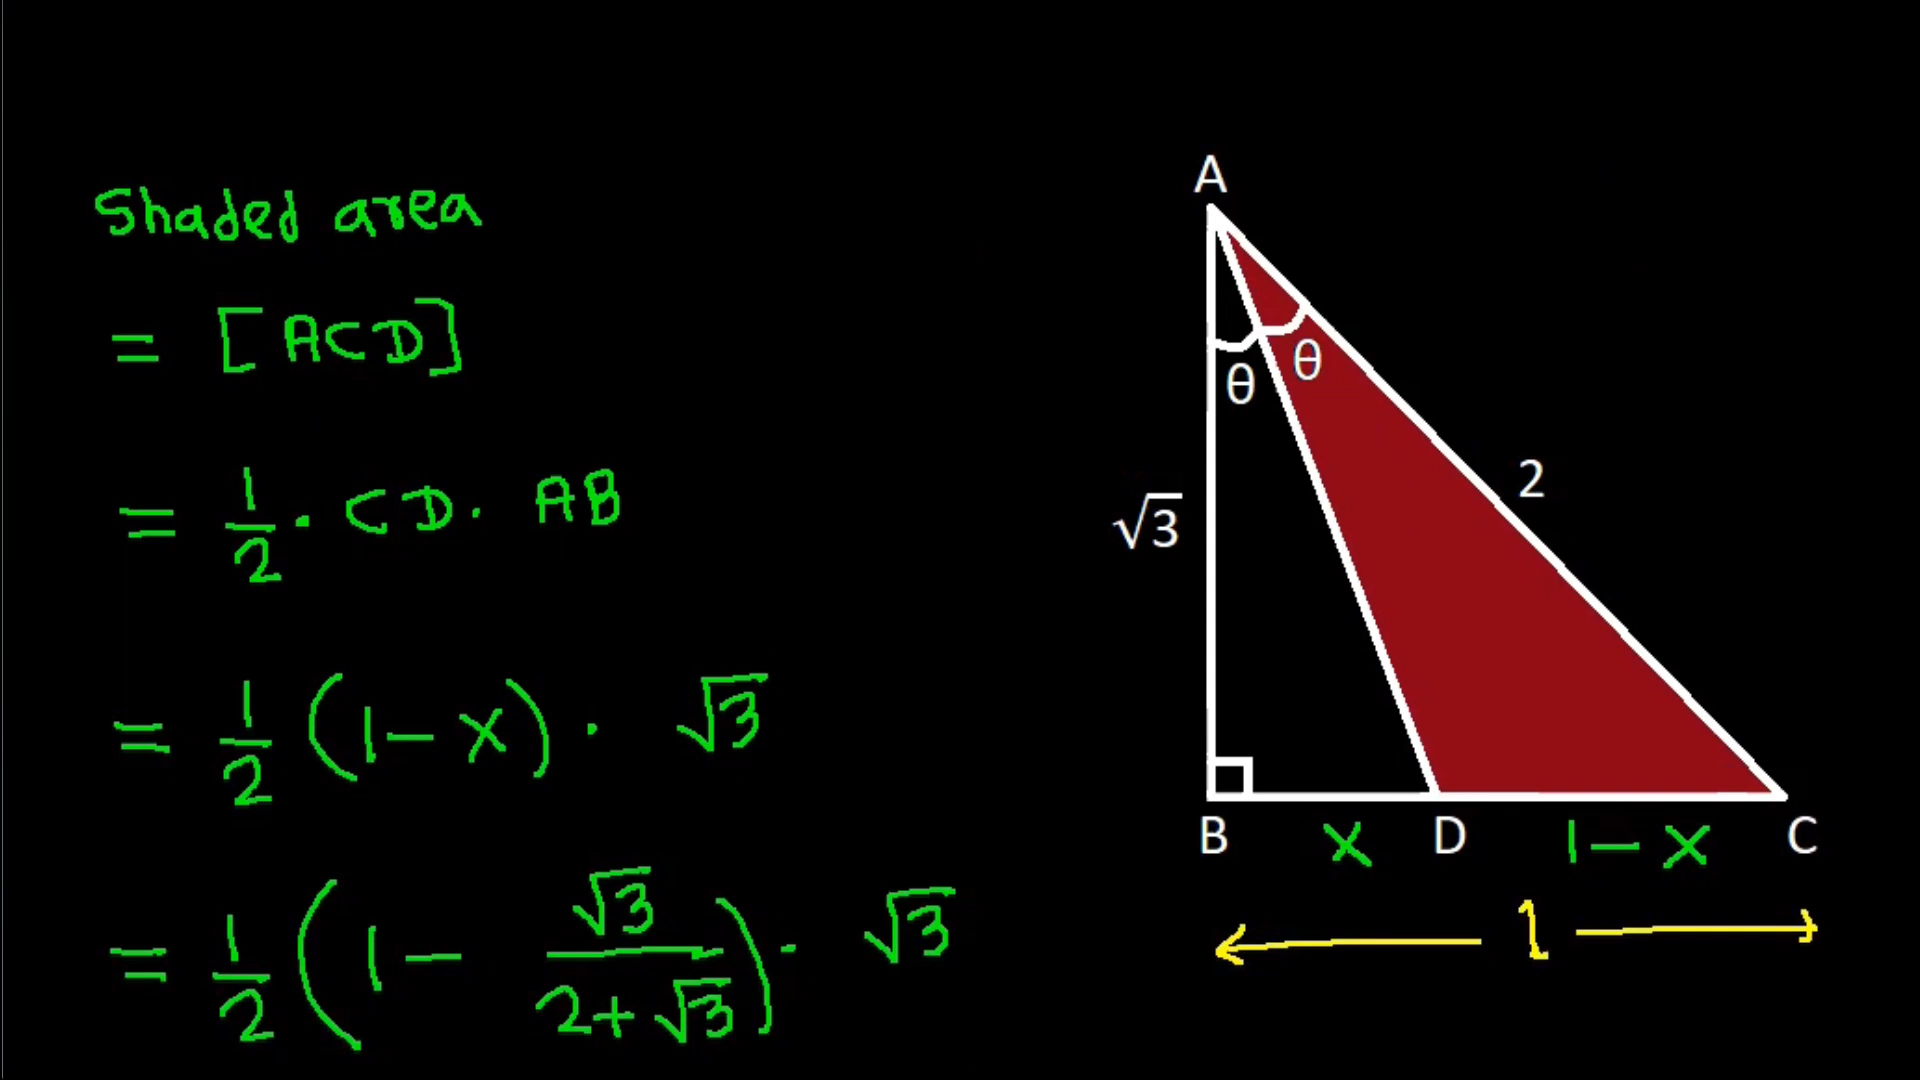 Shaded area
= [ACD]
= 1/2 · CD · AB
= 1/2 (1 - x) · √3
= 1/2 (1 - √3/(2+√3)) · √3
A
θ
θ
2
√3
B
x
D
1 - x
C
1